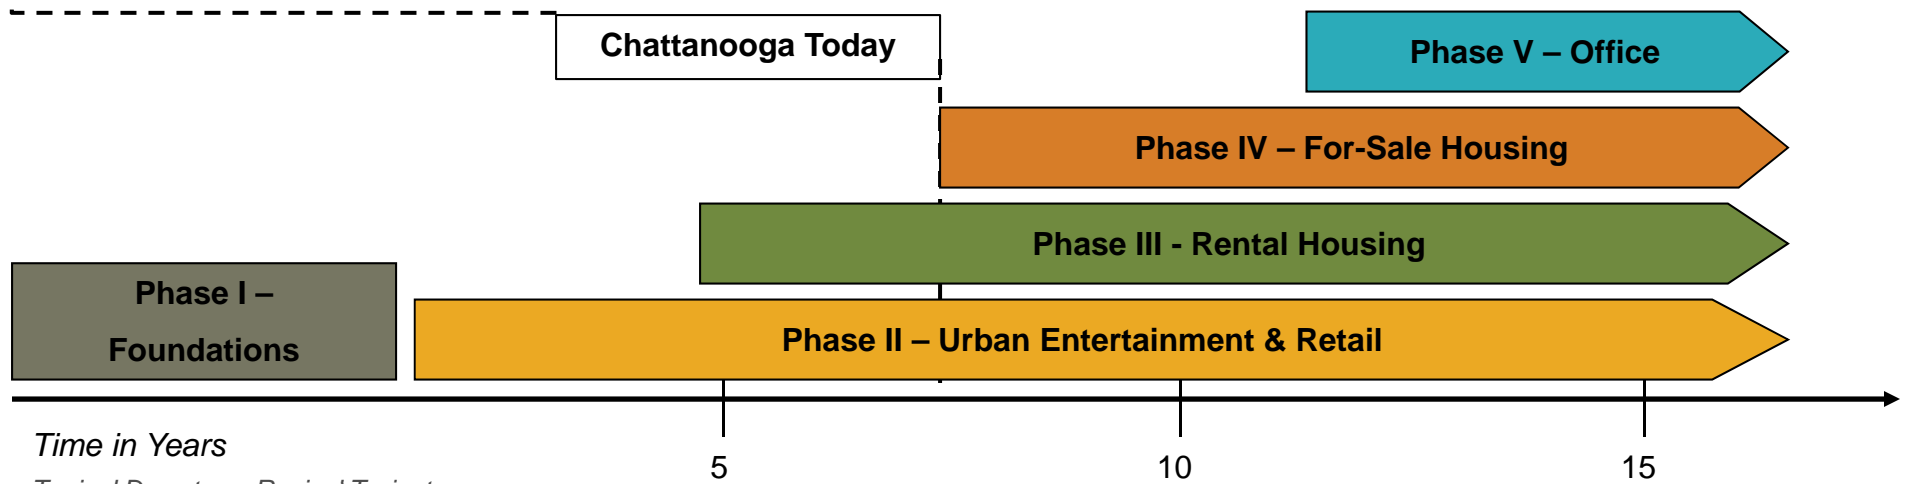 Chattanooga Today
Phase V – Office
Phase IV – For-Sale Housing
Phase III - Rental Housing
Phase I –
Foundations
Phase II – Urban Entertainment & Retail
Time in Years
5
10
15